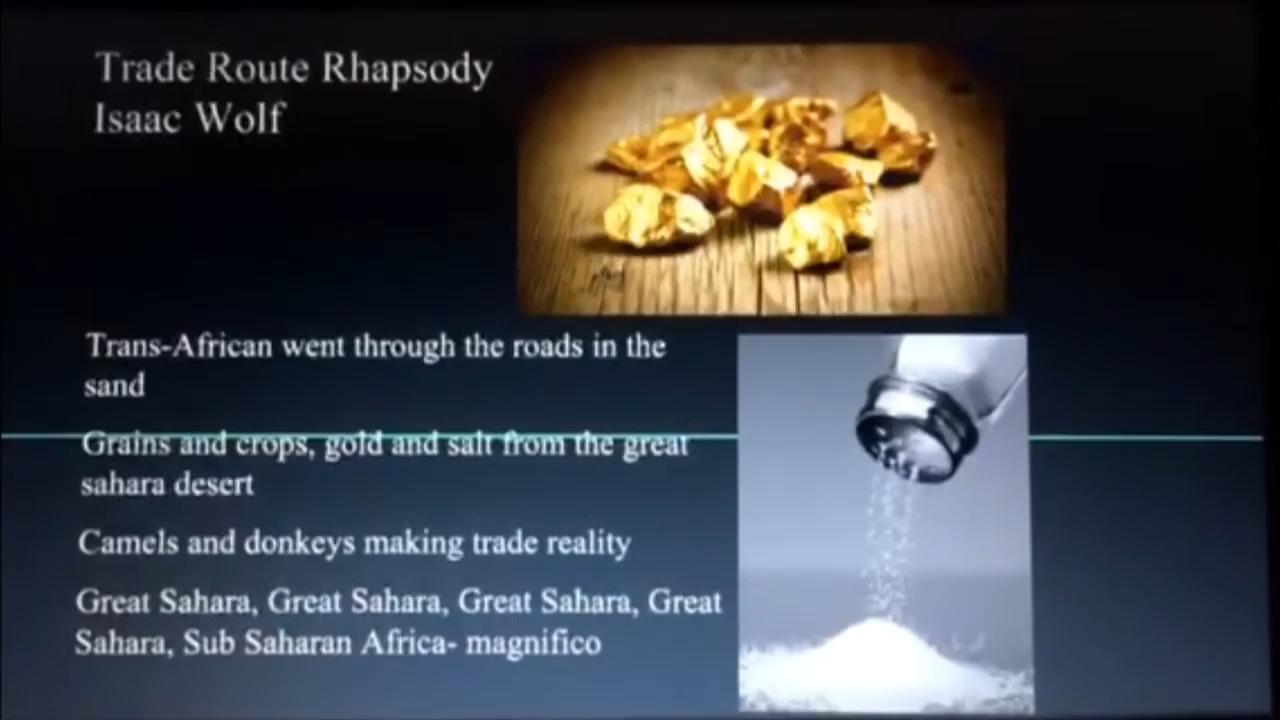 Trade Route Rhapsody
Isaac Wolf
Trans-African went through the roads in the
sand
Grains and crops, gold and salt from the great
sahara desert
Camels and donkeys making trade reality
Great Sahara, Great Sahara, Great Sahara, Great
Sahara, Sub Saharan Africa- magnifico